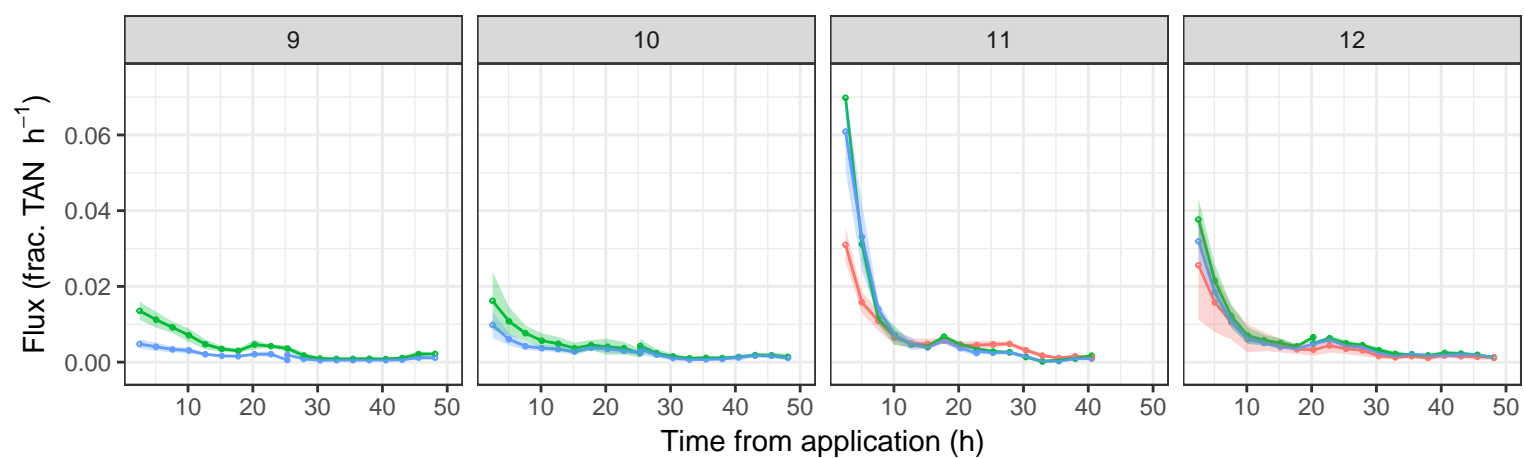 9 10 11 12
Flux (frac. TAN h⁻¹)
0.06
0.04
0.02
0.00
10 20 30 40 50 10 20 30 40 50 10 20 30 40 50 10 20 30 40 50
Time from application (h)